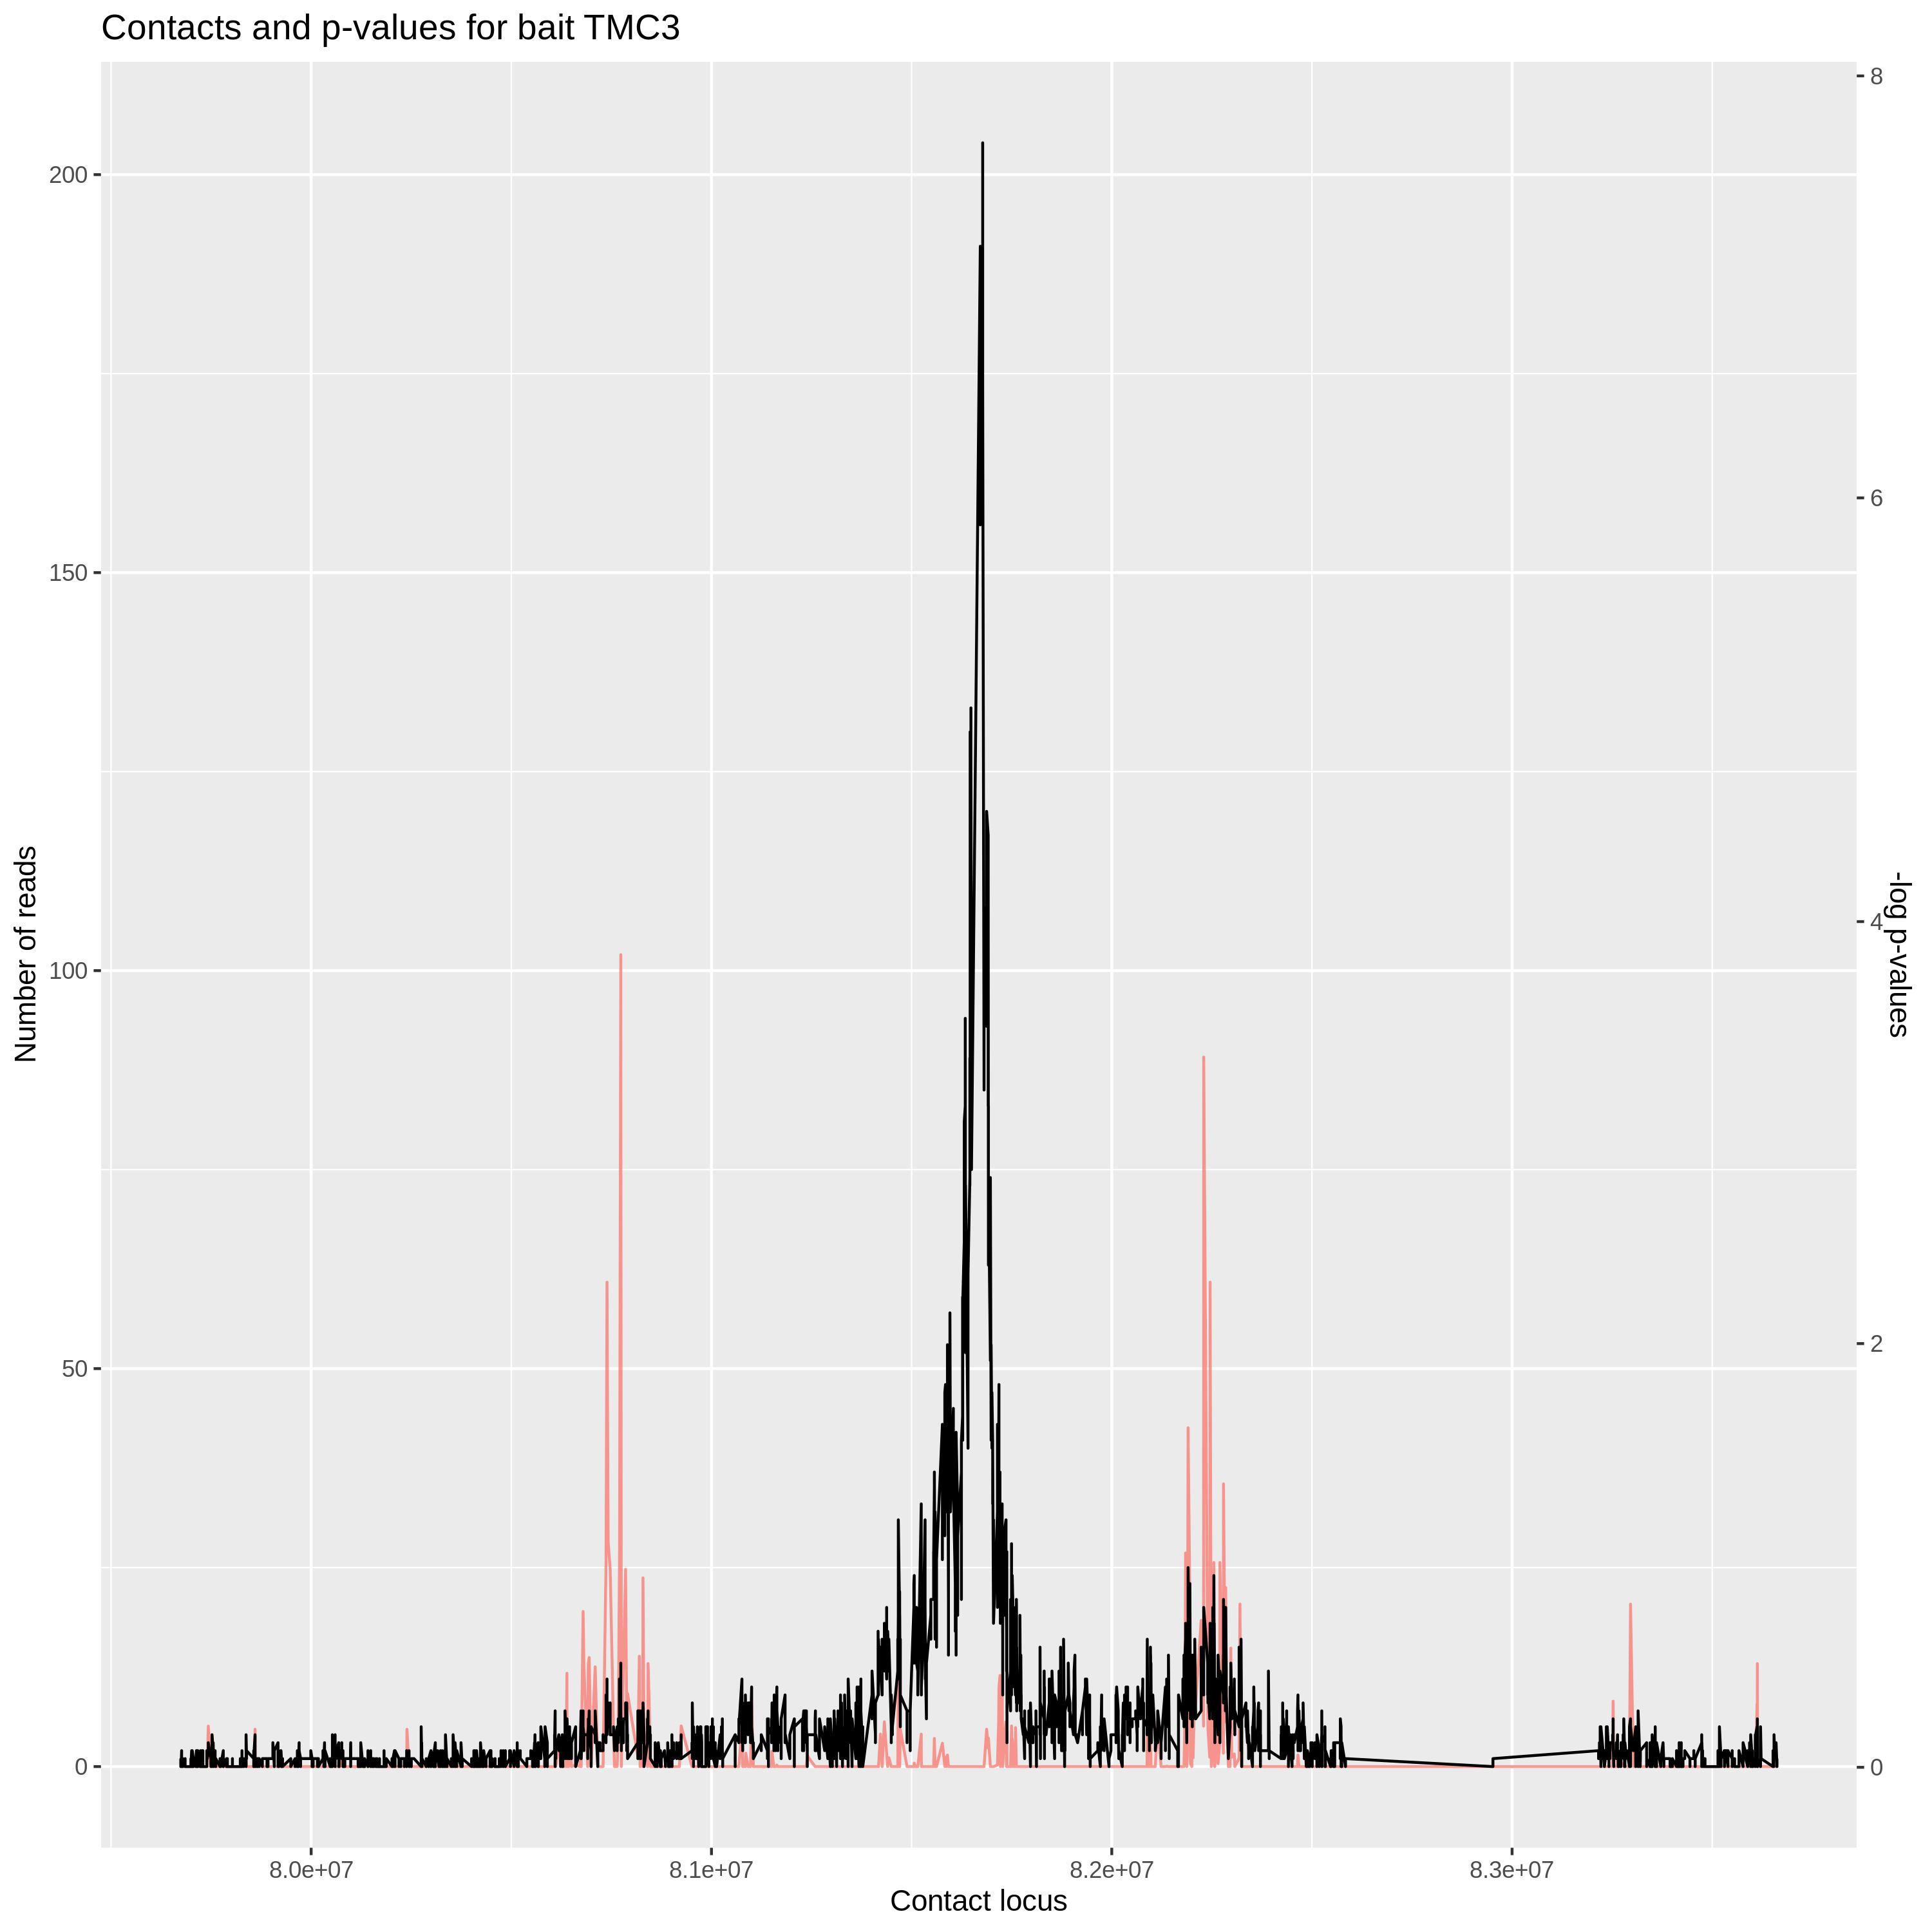 Contacts and p-values for bait TMC3
200
150
100
50
0
Number of reads
8
6
4
2
0
-log p-values
8.0e+07
8.1e+07
8.2e+07
8.3e+07
Contact locus